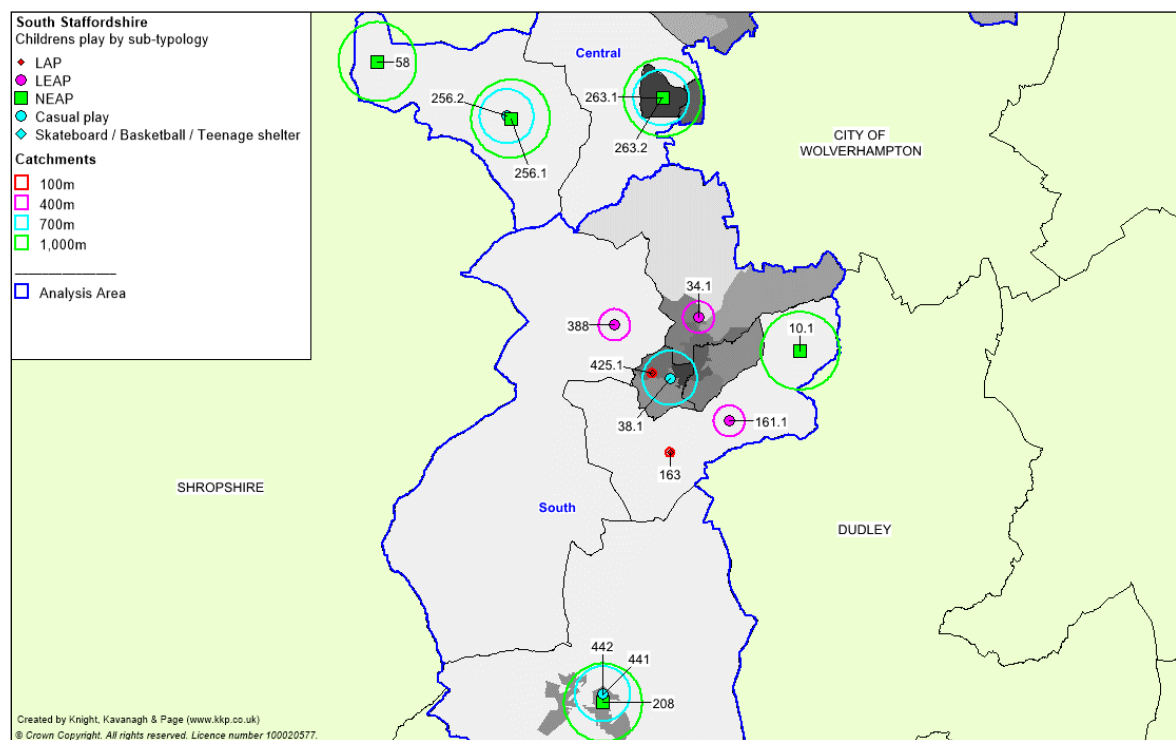 South Staffordshire
Childrens play by sub-typology
LAP
LEAP
NEAP
Casual play
Skateboard / Basketball / Teenage shelter
Catchments
100m
400m
700m
1,000m
Analysis Area
58
Central
256.2
256.1
263.1
263.2
CITY OF
WOLVERHAMPTON
34.1
388
10.1
425.1
38.1
161.1
163
SHROPSHIRE
South
DUDLEY
442
441
208
Created by Knight, Kavanagh & Page (www.kkp.co.uk)
© Crown Copyright. All rights reserved. Licence number 100020577.